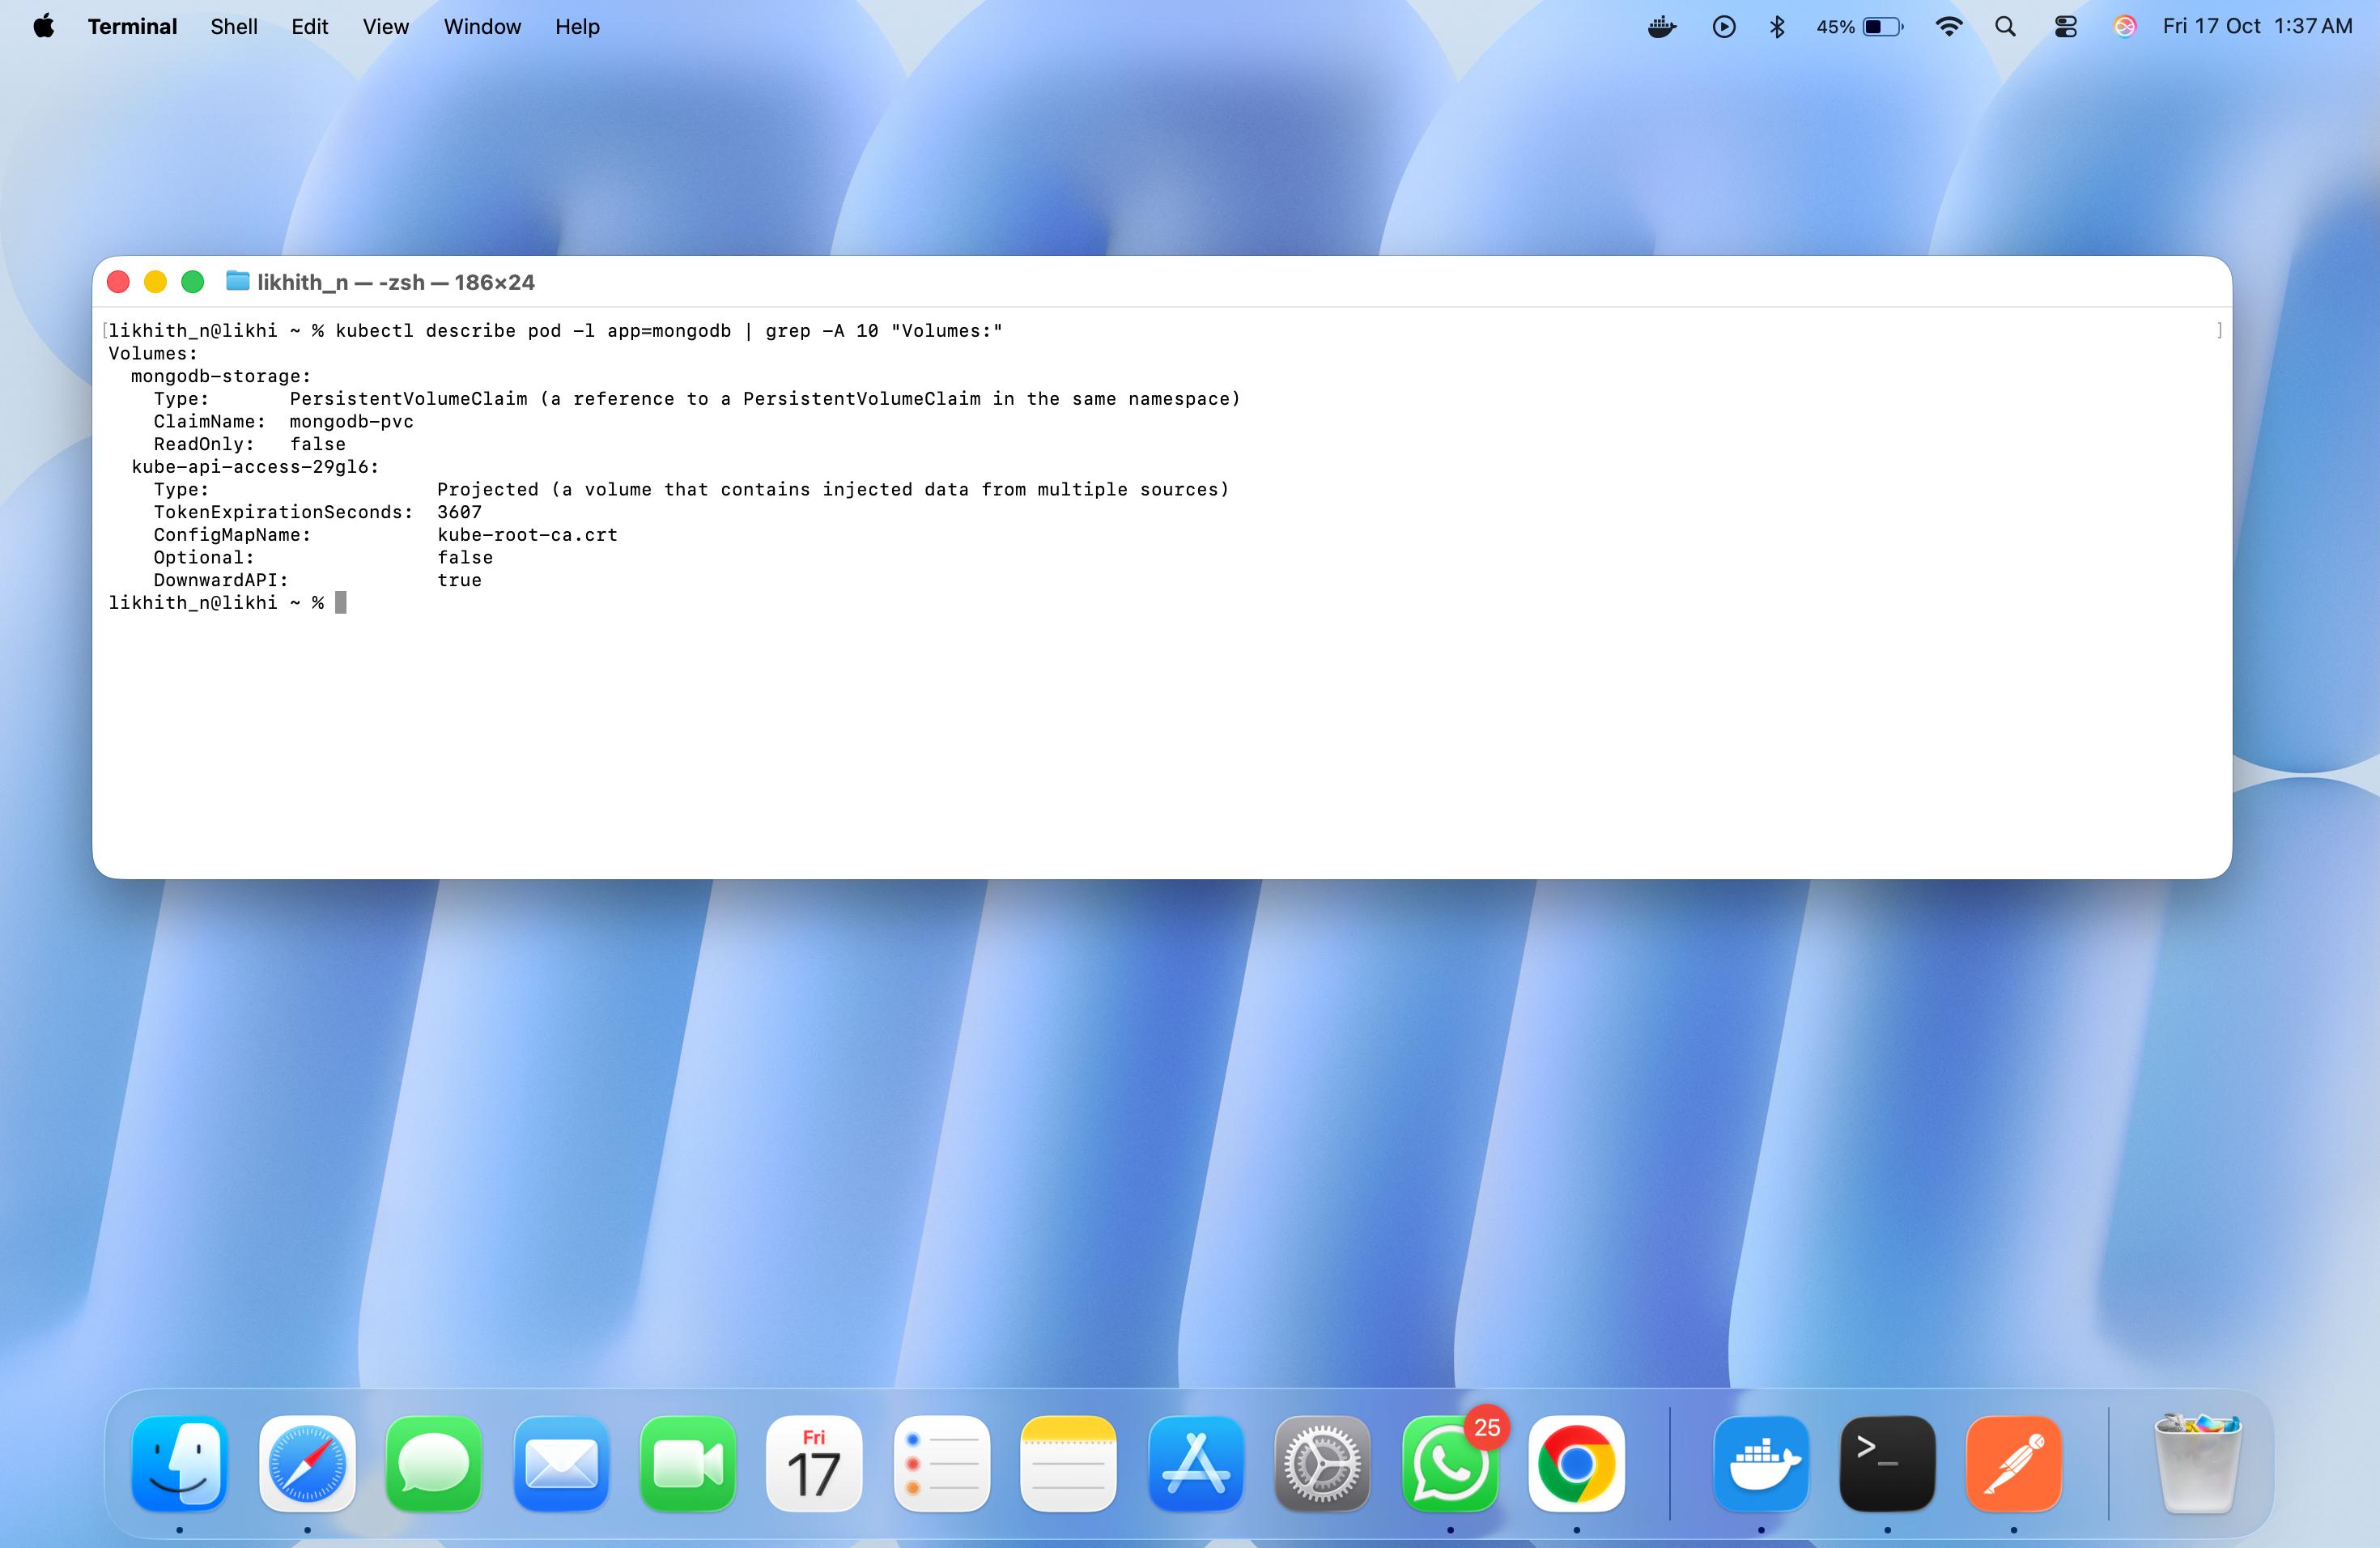 Terminal Shell Edit View Window Help 45% Fri 17 Oct 1:37 AM
likhith_n — -zsh — 186×24
[likhith_n@likhi ~ % kubectl describe pod -l app=mongodb | grep -A 10 "Volumes:" ]
Volumes:
  mongodb-storage:
    Type:       PersistentVolumeClaim (a reference to a PersistentVolumeClaim in the same namespace)
    ClaimName:  mongodb-pvc
    ReadOnly:   false
  kube-api-access-29gl6:
    Type:                    Projected (a volume that contains injected data from multiple sources)
    TokenExpirationSeconds:  3607
    ConfigMapName:           kube-root-ca.crt
    Optional:                false
    DownwardAPI:             true
likhith_n@likhi ~ %
Fri
17
25
>_